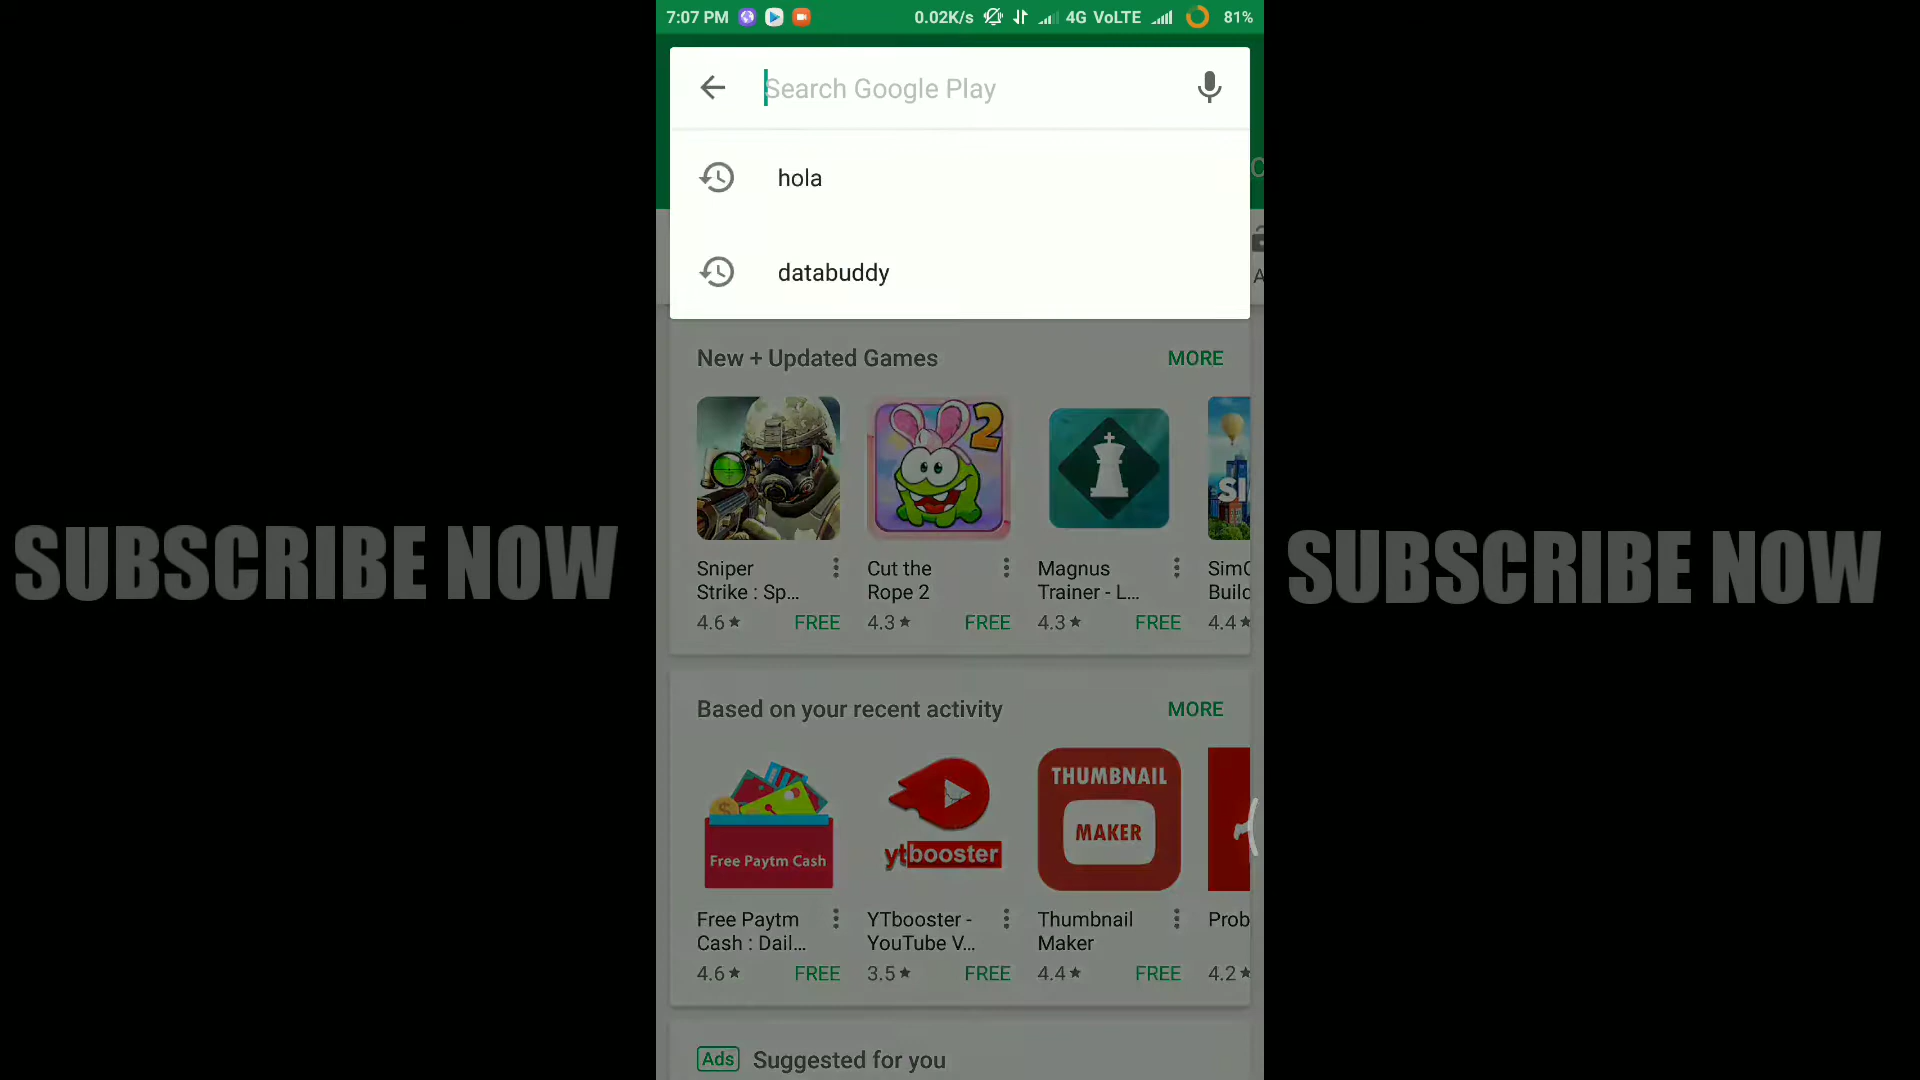 7:07 PM 0.02K/s 4G VoLTE 81%
Search Google Play
hola
databuddy
New + Updated Games MORE
2
Sniper
Strike : Sp...
4.6★ FREE
Cut the
Rope 2
4.3★ FREE
Magnus
Trainer - L...
4.3★ FREE
SimC
Build
4.4★
SUBSCRIBE NOW
SUBSCRIBE NOW
Based on your recent activity MORE
Free Paytm Cash
ytbooster
THUMBNAIL
MAKER
Free Paytm
Cash : Dail...
4.6★ FREE
YTbooster -
YouTube V...
3.5★ FREE
Thumbnail
Maker
4.4★ FREE
Prob
4.2★
Ads Suggested for you